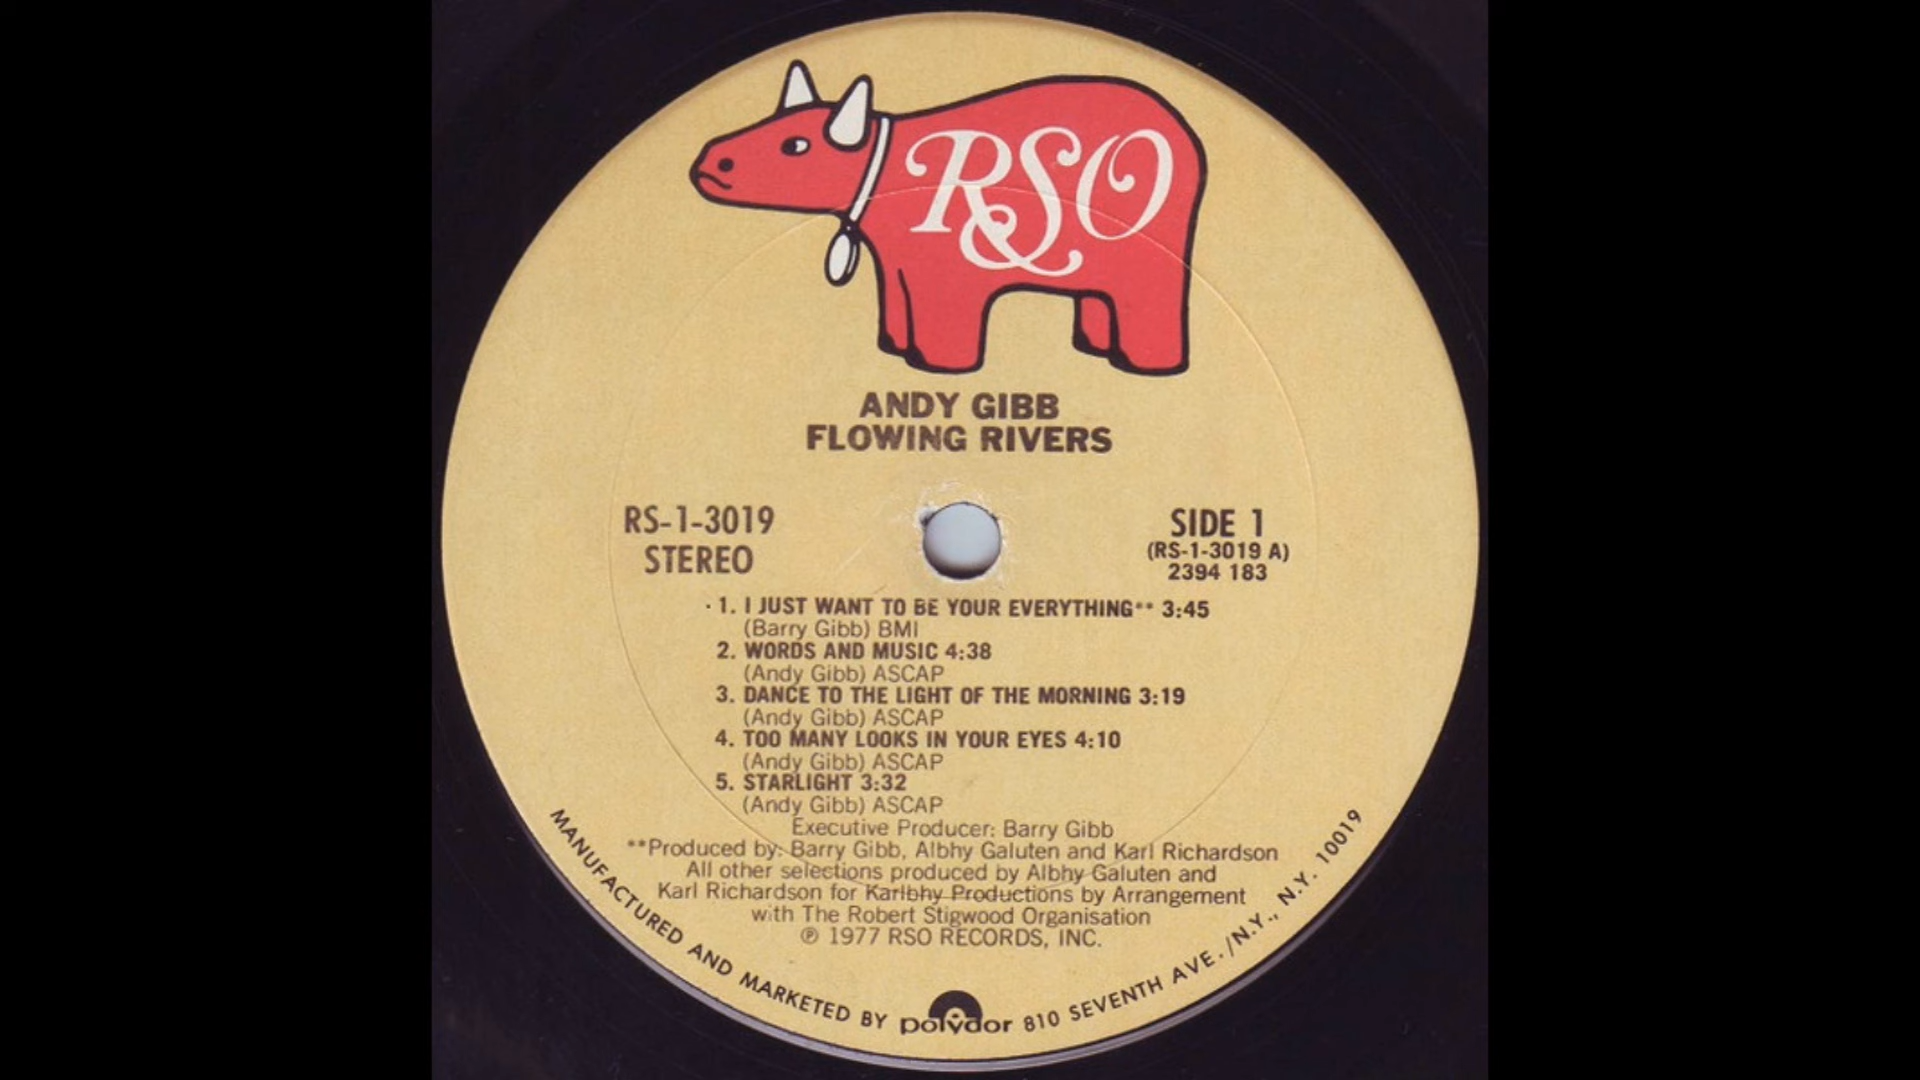 RSO
ANDY GIBB
FLOWING RIVERS
RS-1-3019
STEREO
SIDE 1
(RS-1-3019 A)
2394 183
1. I JUST WANT TO BE YOUR EVERYTHING** 3:45
(Barry Gibb) BMI
2. WORDS AND MUSIC 4:38
(Andy Gibb) ASCAP
3. DANCE TO THE LIGHT OF THE MORNING 3:19
(Andy Gibb) ASCAP
4. TOO MANY LOOKS IN YOUR EYES 4:10
(Andy Gibb) ASCAP
5. STARLIGHT 3:32
(Andy Gibb) ASCAP
Executive Producer: Barry Gibb
**Produced by: Barry Gibb, Albhy Galuten and Karl Richardson
All other selections produced by Albhy Galuten and
Karl Richardson for Karlbhy Productions by Arrangement
with The Robert Stigwood Organisation
℗ 1977 RSO RECORDS, INC.
MANUFACTURED AND MARKETED BY polydor 810 SEVENTH AVE./N.Y., N.Y. 10019